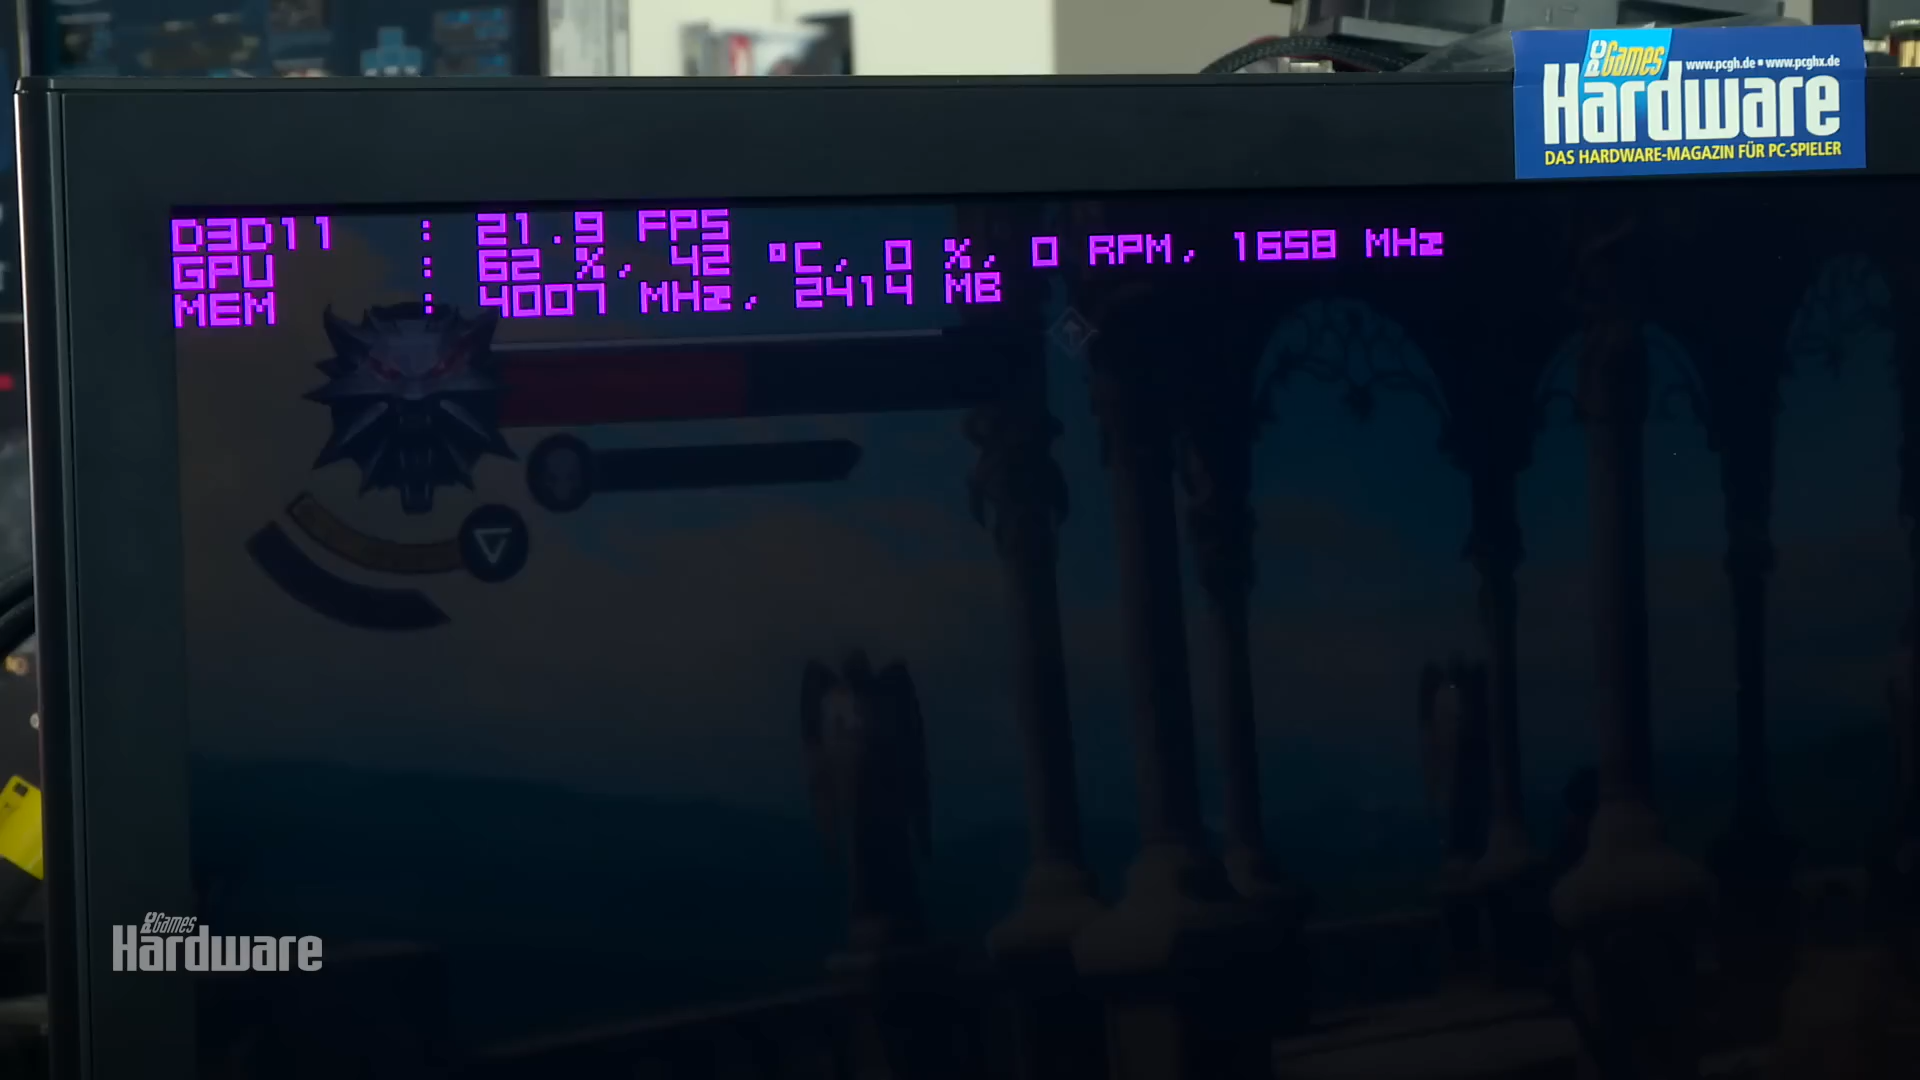 PC Games
www.pcgh.de • www.pcghx.de
Hardware
DAS HARDWARE-MAGAZIN FÜR PC-SPIELER
D3D11 : 21.9 FPS
GPU : 62 %, 42 °C, 0 %, 0 RPM, 1658 MHz
MEM : 4007 MHz, 2414 MB
PC Games
Hardware